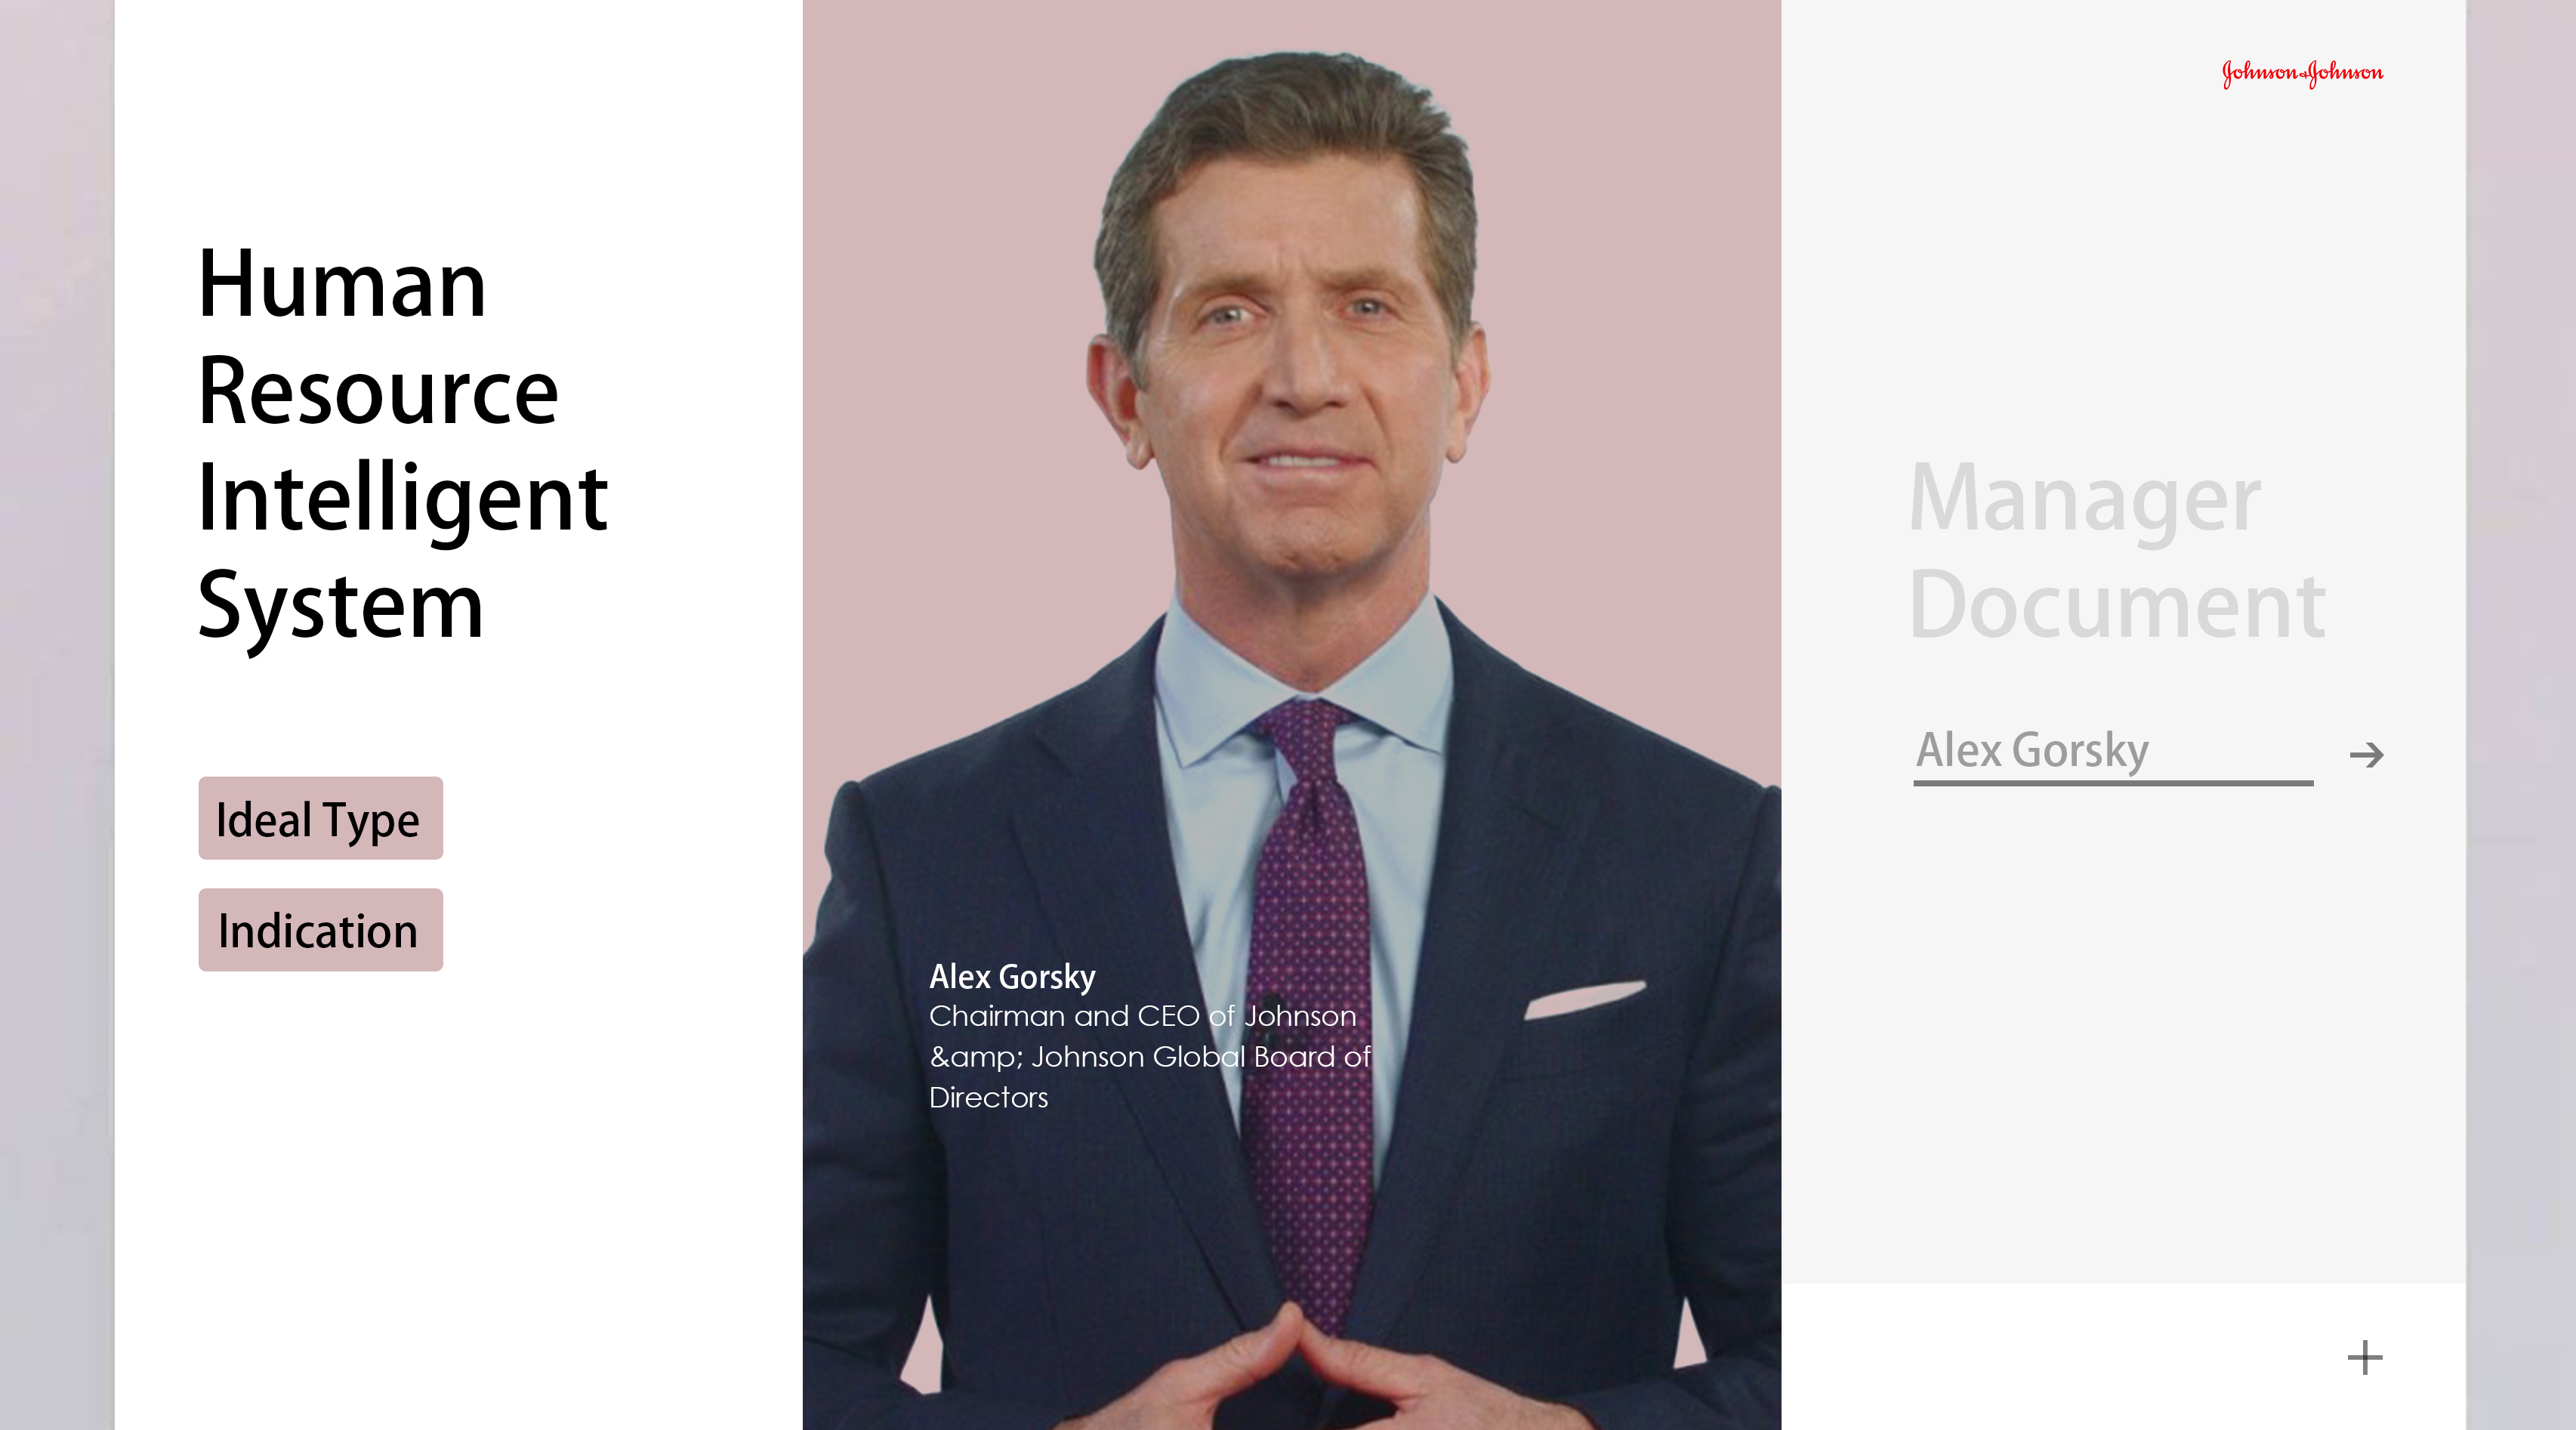 Human
Resource
Intelligent
System
Ideal Type
Indication
Alex Gorsky
Chairman and CEO of Johnson
&amp;amp; Johnson Global Board of
Directors
Johnson&Johnson
Manager
Document
Alex Gorsky